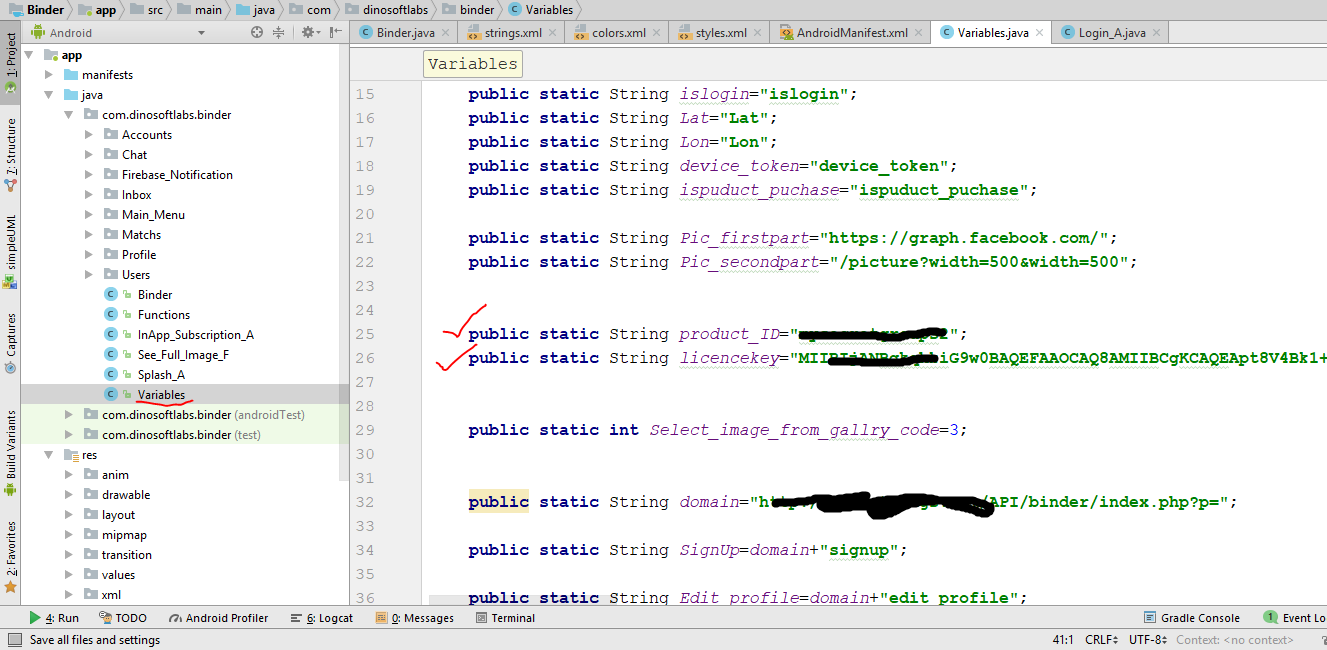 Binder app src main java com dinosoftlabs binder Variables
Android
Binder.java strings.xml colors.xml styles.xml AndroidManifest.xml Variables.java Login_A.java
1: Project
7: Structure
simpleUML
Captures
Build Variants
2: Favorites
app
manifests
java
com.dinosoftlabs.binder
Accounts
Chat
Firebase_Notification
Inbox
Main_Menu
Matchs
Profile
Users
Binder
Functions
InApp_Subscription_A
See_Full_Image_F
Splash_A
Variables
com.dinosoftlabs.binder (androidTest)
com.dinosoftlabs.binder (test)
res
anim
drawable
layout
mipmap
transition
values
xml
Variables
15 public static String islogin="islogin";
16 public static String Lat="Lat";
17 public static String Lon="Lon";
18 public static String device_token="device_token";
19 public static String ispuduct_puchase="ispuduct_puchase";
20
21 public static String Pic_firstpart="https://graph.facebook.com/";
22 public static String Pic_secondpart="/picture?width=500&width=500";
23
24
25 public static String product_ID="";
26 public static String licencekey="MII iG9w0BAQEFAAOCAQ8AMIIBCgKCAQEApt8V4Bk1+
27
28
29 public static int Select_image_from_gallry_code=3;
30
31
32 public static String domain="h /API/binder/index.php?p=";
33
34 public static String SignUp=domain+"signup";
35
36 public static String Edit_profile=domain+"edit_profile";
4: Run TODO Android Profiler 6: Logcat 0: Messages Terminal Gradle Console 1 Event Lo
Save all files and settings 41:1 CRLF UTF-8 Context: <no context>